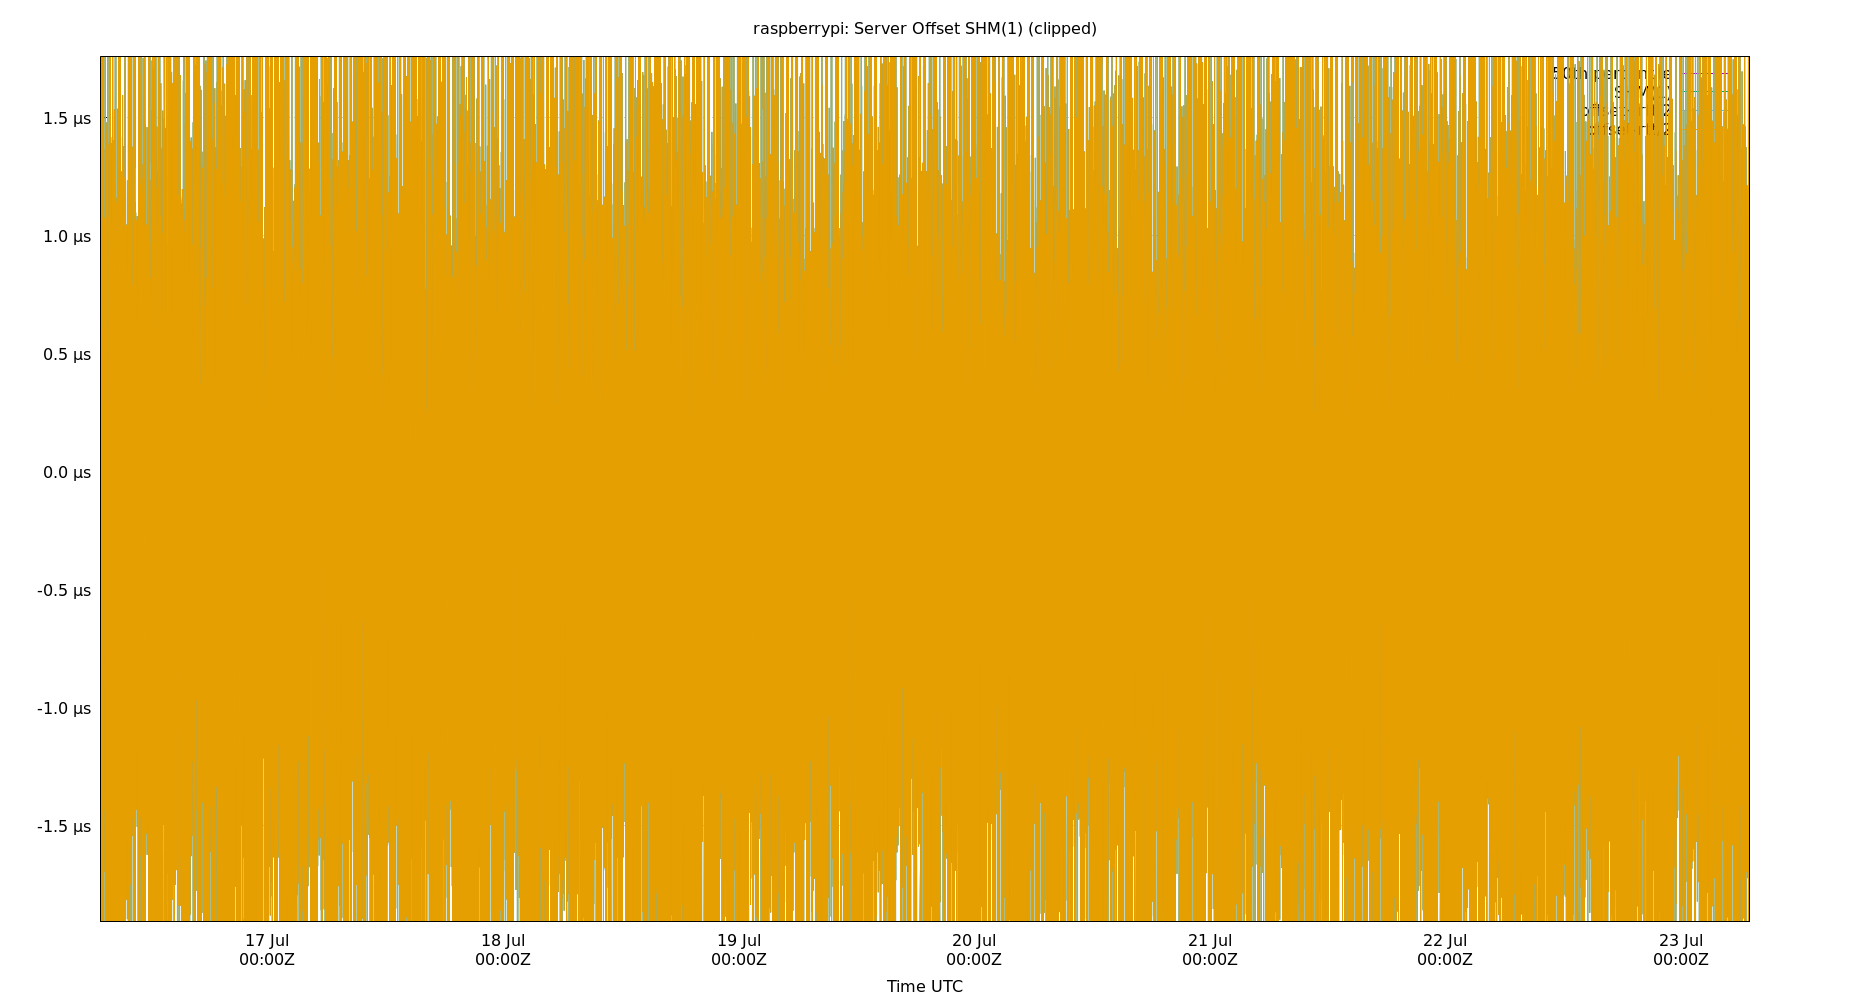 raspberrypi: Server Offset SHM(1) (clipped)
1.5 µs
1.0 µs
0.5 µs
0.0 µs
-0.5 µs
-1.0 µs
-1.5 µs
17 Jul 18 Jul 19 Jul 20 Jul 21 Jul 22 Jul 23 Jul
00:00Z 00:00Z 00:00Z 00:00Z 00:00Z 00:00Z 00:00Z
Time UTC